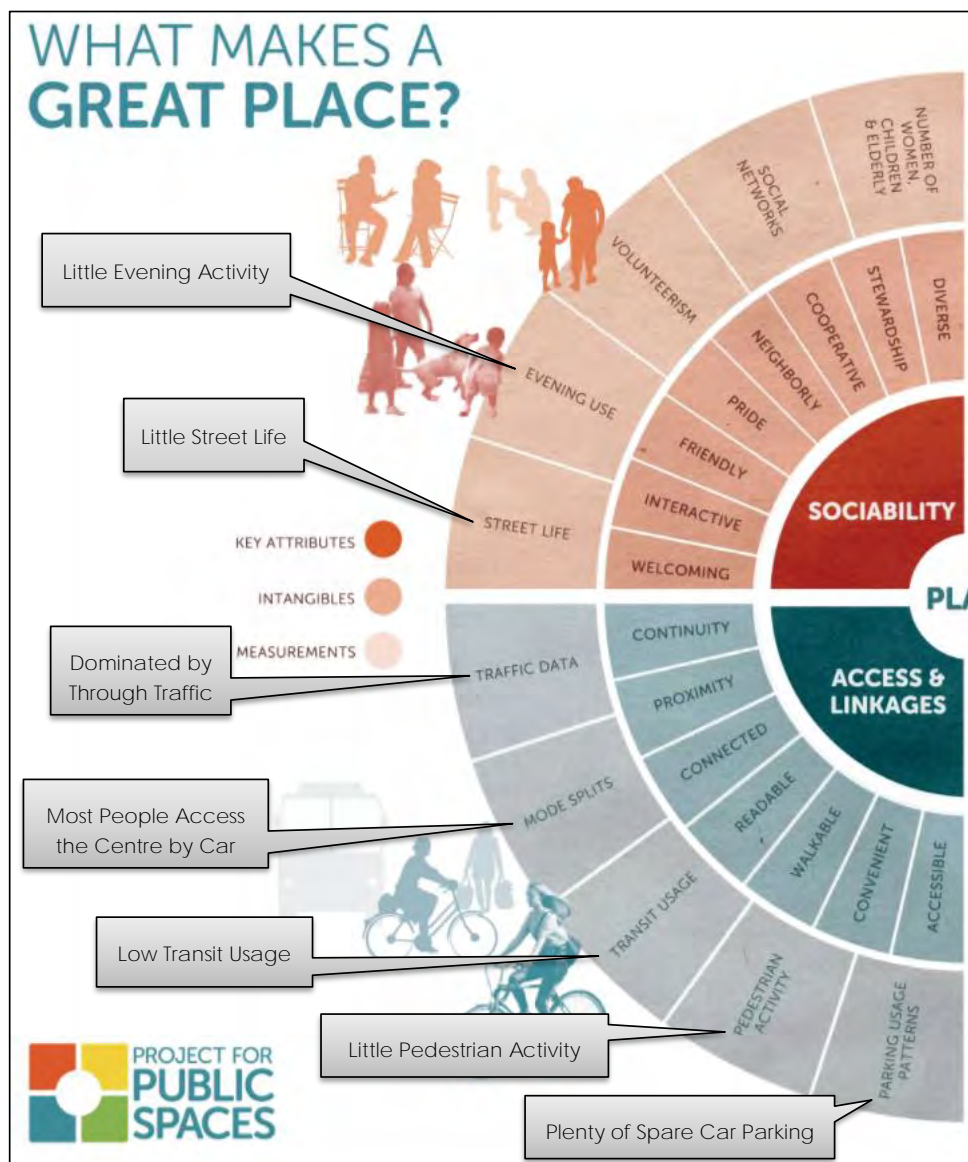 WHAT MAKES A
GREAT PLACE?
NUMBER OF
WOMEN,
CHILDREN
& ELDERLY
SOCIAL
NETWORKS
VOLUNTEERISM
EVENING USE
STREET LIFE
Little Evening Activity
Little Street Life
DIVERSE
STEWARDSHIP
COOPERATIVE
NEIGHBORLY
PRIDE
FRIENDLY
INTERACTIVE
WELCOMING
SOCIABILITY
KEY ATTRIBUTES
INTANGIBLES
MEASUREMENTS
PLA
ACCESS &
LINKAGES
CONTINUITY
PROXIMITY
CONNECTED
READABLE
WALKABLE
CONVENIENT
ACCESSIBLE
Dominated by
Through Traffic
TRAFFIC DATA
Most People Access
the Centre by Car
MODE SPLITS
Low Transit Usage
TRANSIT USAGE
Little Pedestrian Activity
PEDESTRIAN
ACTIVITY
PARKING USAGE
PATTERNS
Plenty of Spare Car Parking
PROJECT FOR
PUBLIC
SPACES